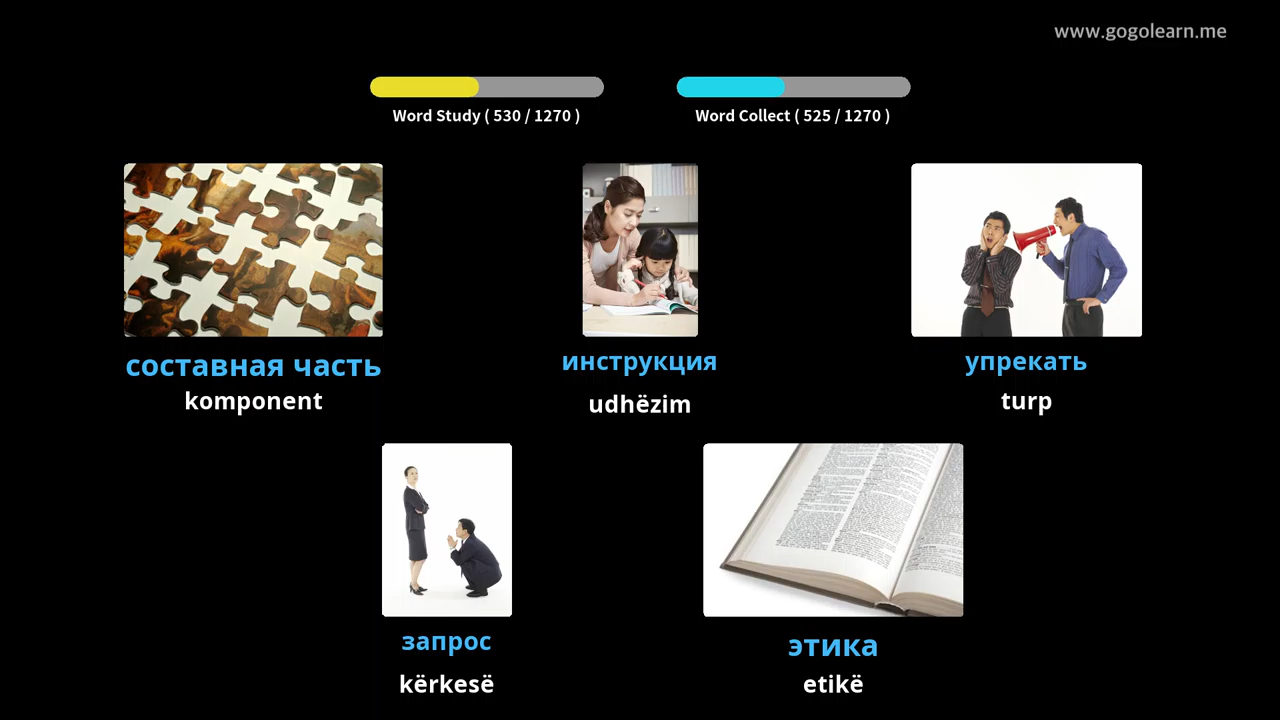 www.gogolearn.me
Word Study ( 530 / 1270 )
Word Collect ( 525 / 1270 )
составная часть
komponent
инструкция
udhëzim
упрекать
turp
запрос
kërkesë
этика
etikë